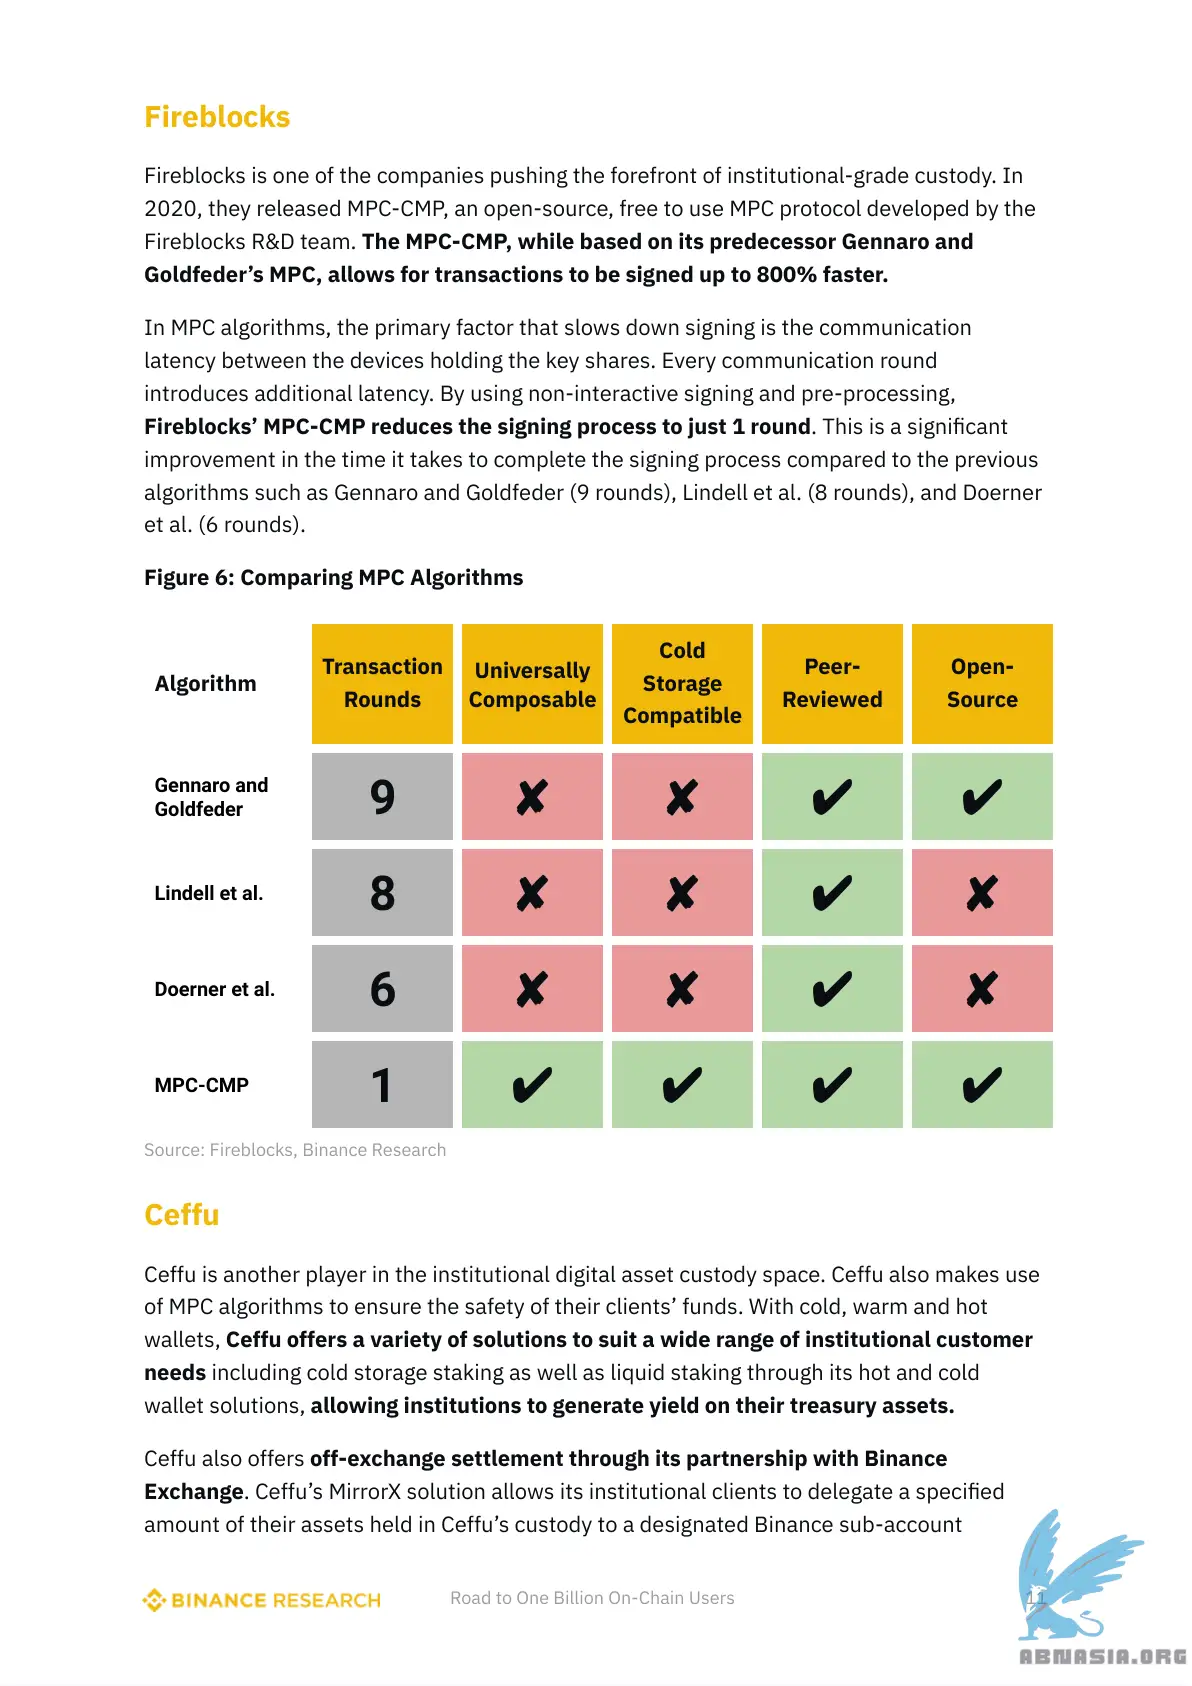 Fireblocks
Fireblocks is one of the companies pushing the forefront of institutional-grade custody. In
2020, they released MPC-CMP, an open-source, free to use MPC protocol developed by the
Fireblocks R&D team. The MPC-CMP, while based on its predecessor Gennaro and
Goldfeder’s MPC, allows for transactions to be signed up to 800% faster.
In MPC algorithms, the primary factor that slows down signing is the communication
latency between the devices holding the key shares. Every communication round
introduces additional latency. By using non-interactive signing and pre-processing,
Fireblocks’ MPC-CMP reduces the signing process to just 1 round. This is a significant
improvement in the time it takes to complete the signing process compared to the previous
algorithms such as Gennaro and Goldfeder (9 rounds), Lindell et al. (8 rounds), and Doerner
et al. (6 rounds).
Figure 6: Comparing MPC Algorithms
Algorithm
Transaction
Rounds
Universally
Composable
Cold
Storage
Compatible
Peer-
Reviewed
Open-
Source
Gennaro and
Goldfeder
9 ✘ ✘ ✔ ✔
Lindell et al. 8 ✘ ✘ ✔ ✘
Doerner et al. 6 ✘ ✘ ✔ ✘
MPC-CMP 1 ✔ ✔ ✔ ✔
Source: Fireblocks, Binance Research
Ceffu
Ceffu is another player in the institutional digital asset custody space. Ceffu also makes use
of MPC algorithms to ensure the safety of their clients’ funds. With cold, warm and hot
wallets, Ceffu offers a variety of solutions to suit a wide range of institutional customer
needs including cold storage staking as well as liquid staking through its hot and cold
wallet solutions, allowing institutions to generate yield on their treasury assets.
Ceffu also offers off-exchange settlement through its partnership with Binance
Exchange. Ceffu’s MirrorX solution allows its institutional clients to delegate a specified
amount of their assets held in Ceffu’s custody to a designated Binance sub-account
BINANCE RESEARCH
Road to One Billion On-Chain Users
11
ABNASIA.ORG